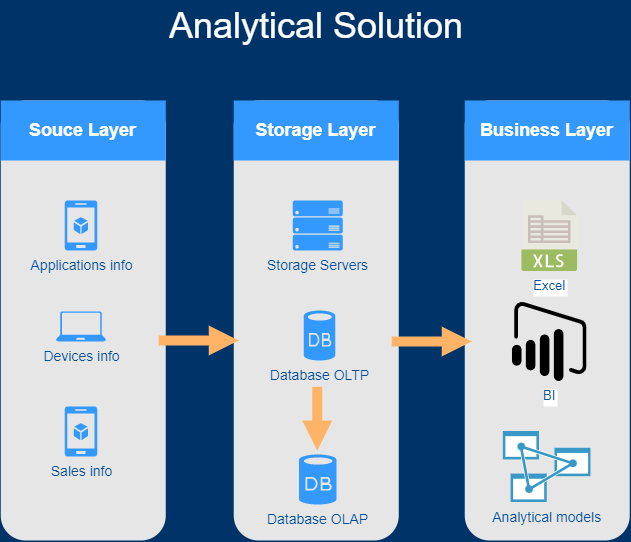 Analytical Solution
Souce Layer
Storage Layer
Business Layer
Applications info
Devices info
Sales info
Storage Servers
DB
Database OLTP
DB
Database OLAP
XLS
Excel
BI
Analytical models